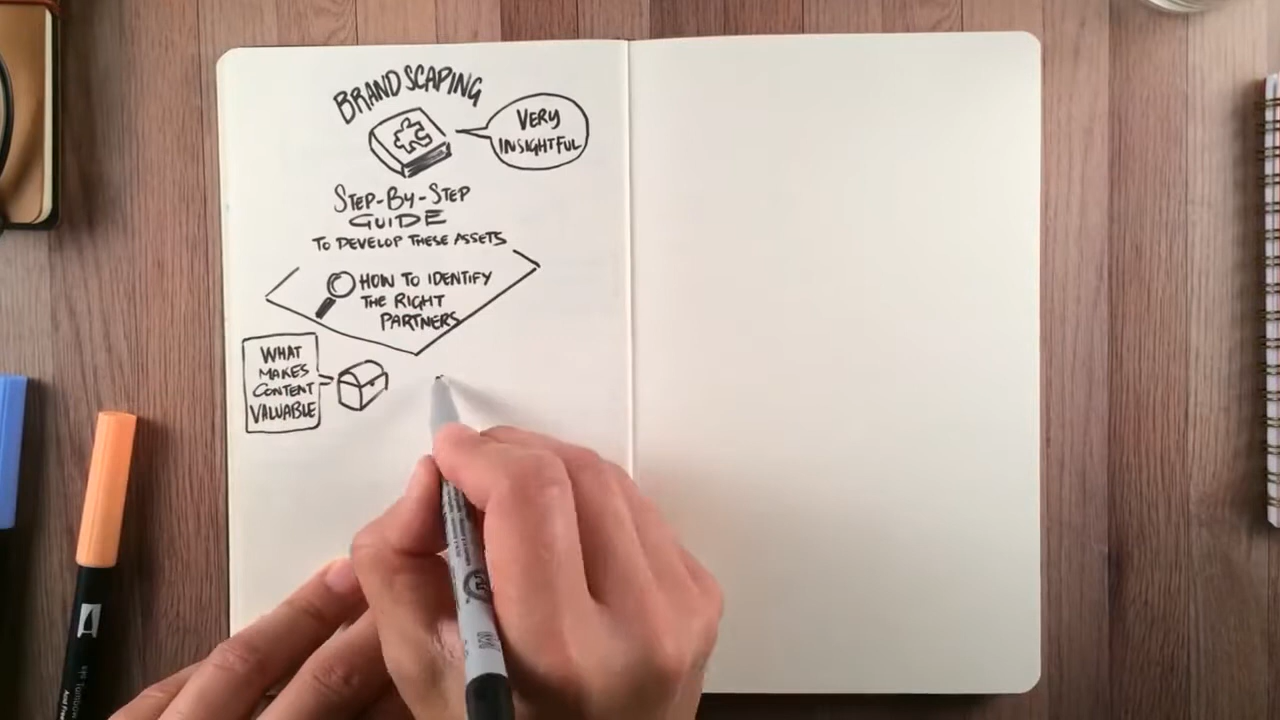 BRANDSCAPING
VERY
INSIGHTFUL
STEP-BY-STEP
GUIDE
TO DEVELOP THESE ASSETS
HOW TO IDENTIFY
THE RIGHT
PARTNERS
WHAT
MAKES
CONTENT
VALUABLE